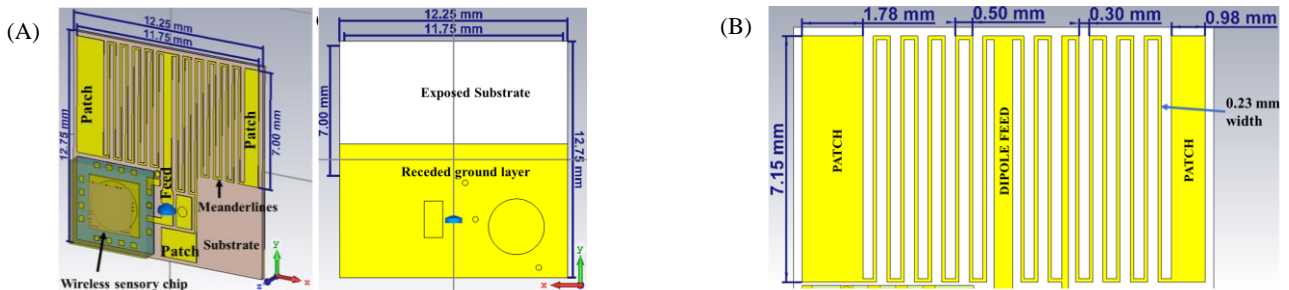 (A)
12.25 mm
11.75 mm
Patch
Patch
12.75 mm
7.00 mm
Feed
Meanderlines
Patch
Substrate
Wireless sensory chip
y
x
z
12.25 mm
11.75 mm
Exposed Substrate
7.00 mm
12.75 mm
Receded ground layer
y
x
(B)
1.78 mm
0.50 mm
0.30 mm
0.98 mm
7.15 mm
PATCH
DIPOLE FEED
PATCH
0.23 mm
width